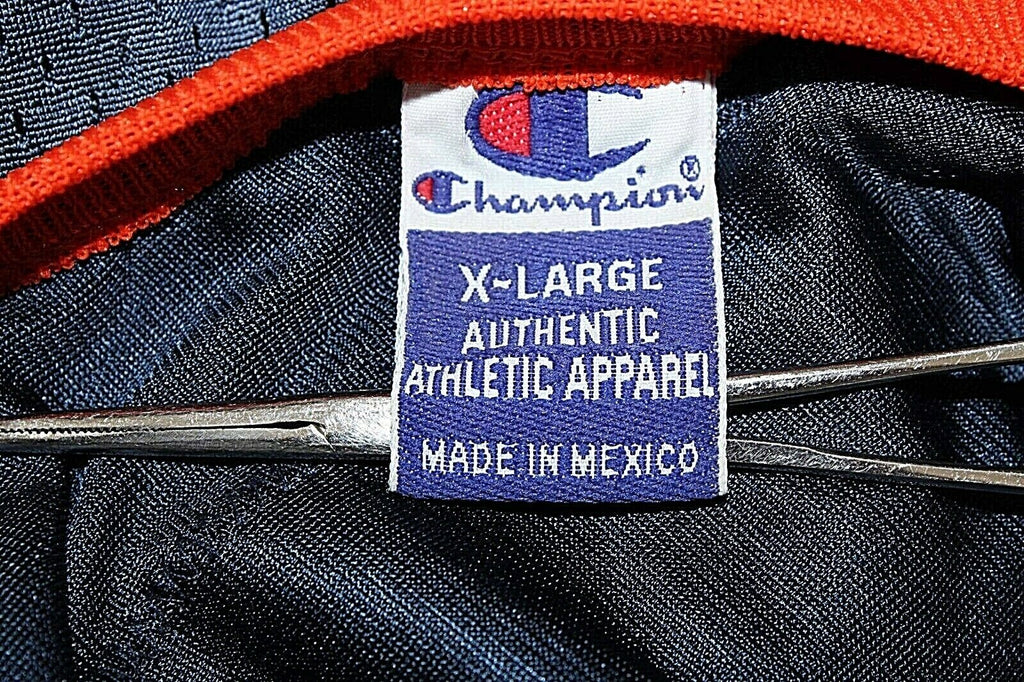 Champion®
X-LARGE
AUTHENTIC
ATHLETIC APPAREL
MADE IN MEXICO